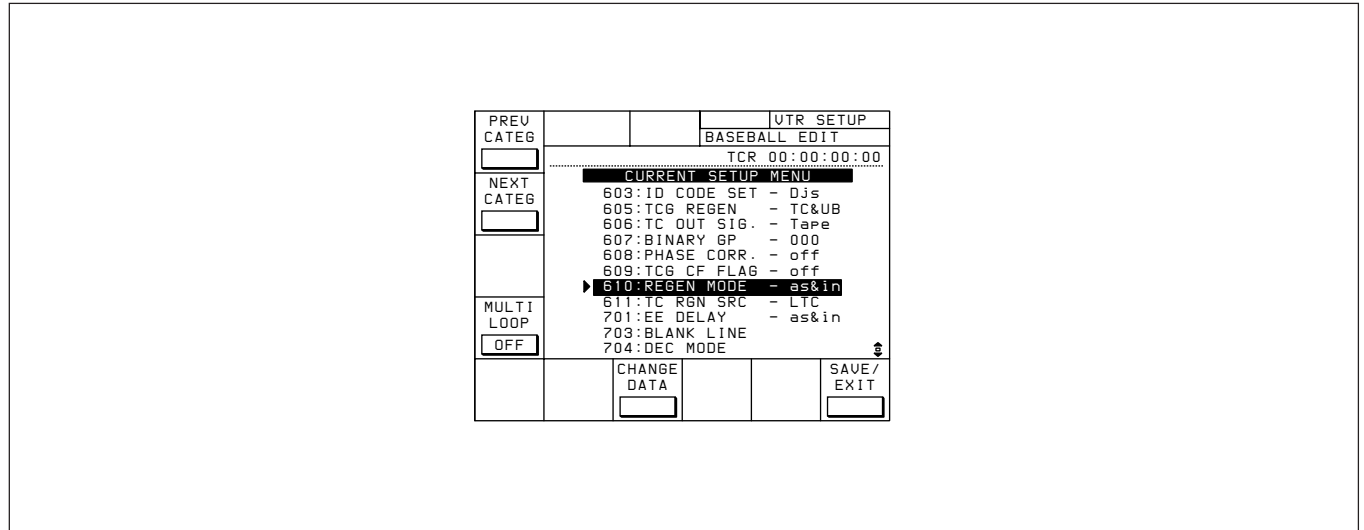 PREV
CATEG
VTR SETUP
BASEBALL EDIT
TCR 00:00:00:00
NEXT
CATEG
CURRENT SETUP MENU
603:ID CODE SET - DJs
605:TCG REGEN - TC&UB
606:TC OUT SIG. - Tape
607:BINARY GP - 000
608:PHASE CORR. - off
609:TCG CF FLAG - off
610:REGEN MODE - as&in
611:TC RGN SRC - LTC
701:EE DELAY - as&in
703:BLANK LINE
704:DEC MODE
MULTI
LOOP
OFF
CHANGE
DATA
SAVE/
EXIT